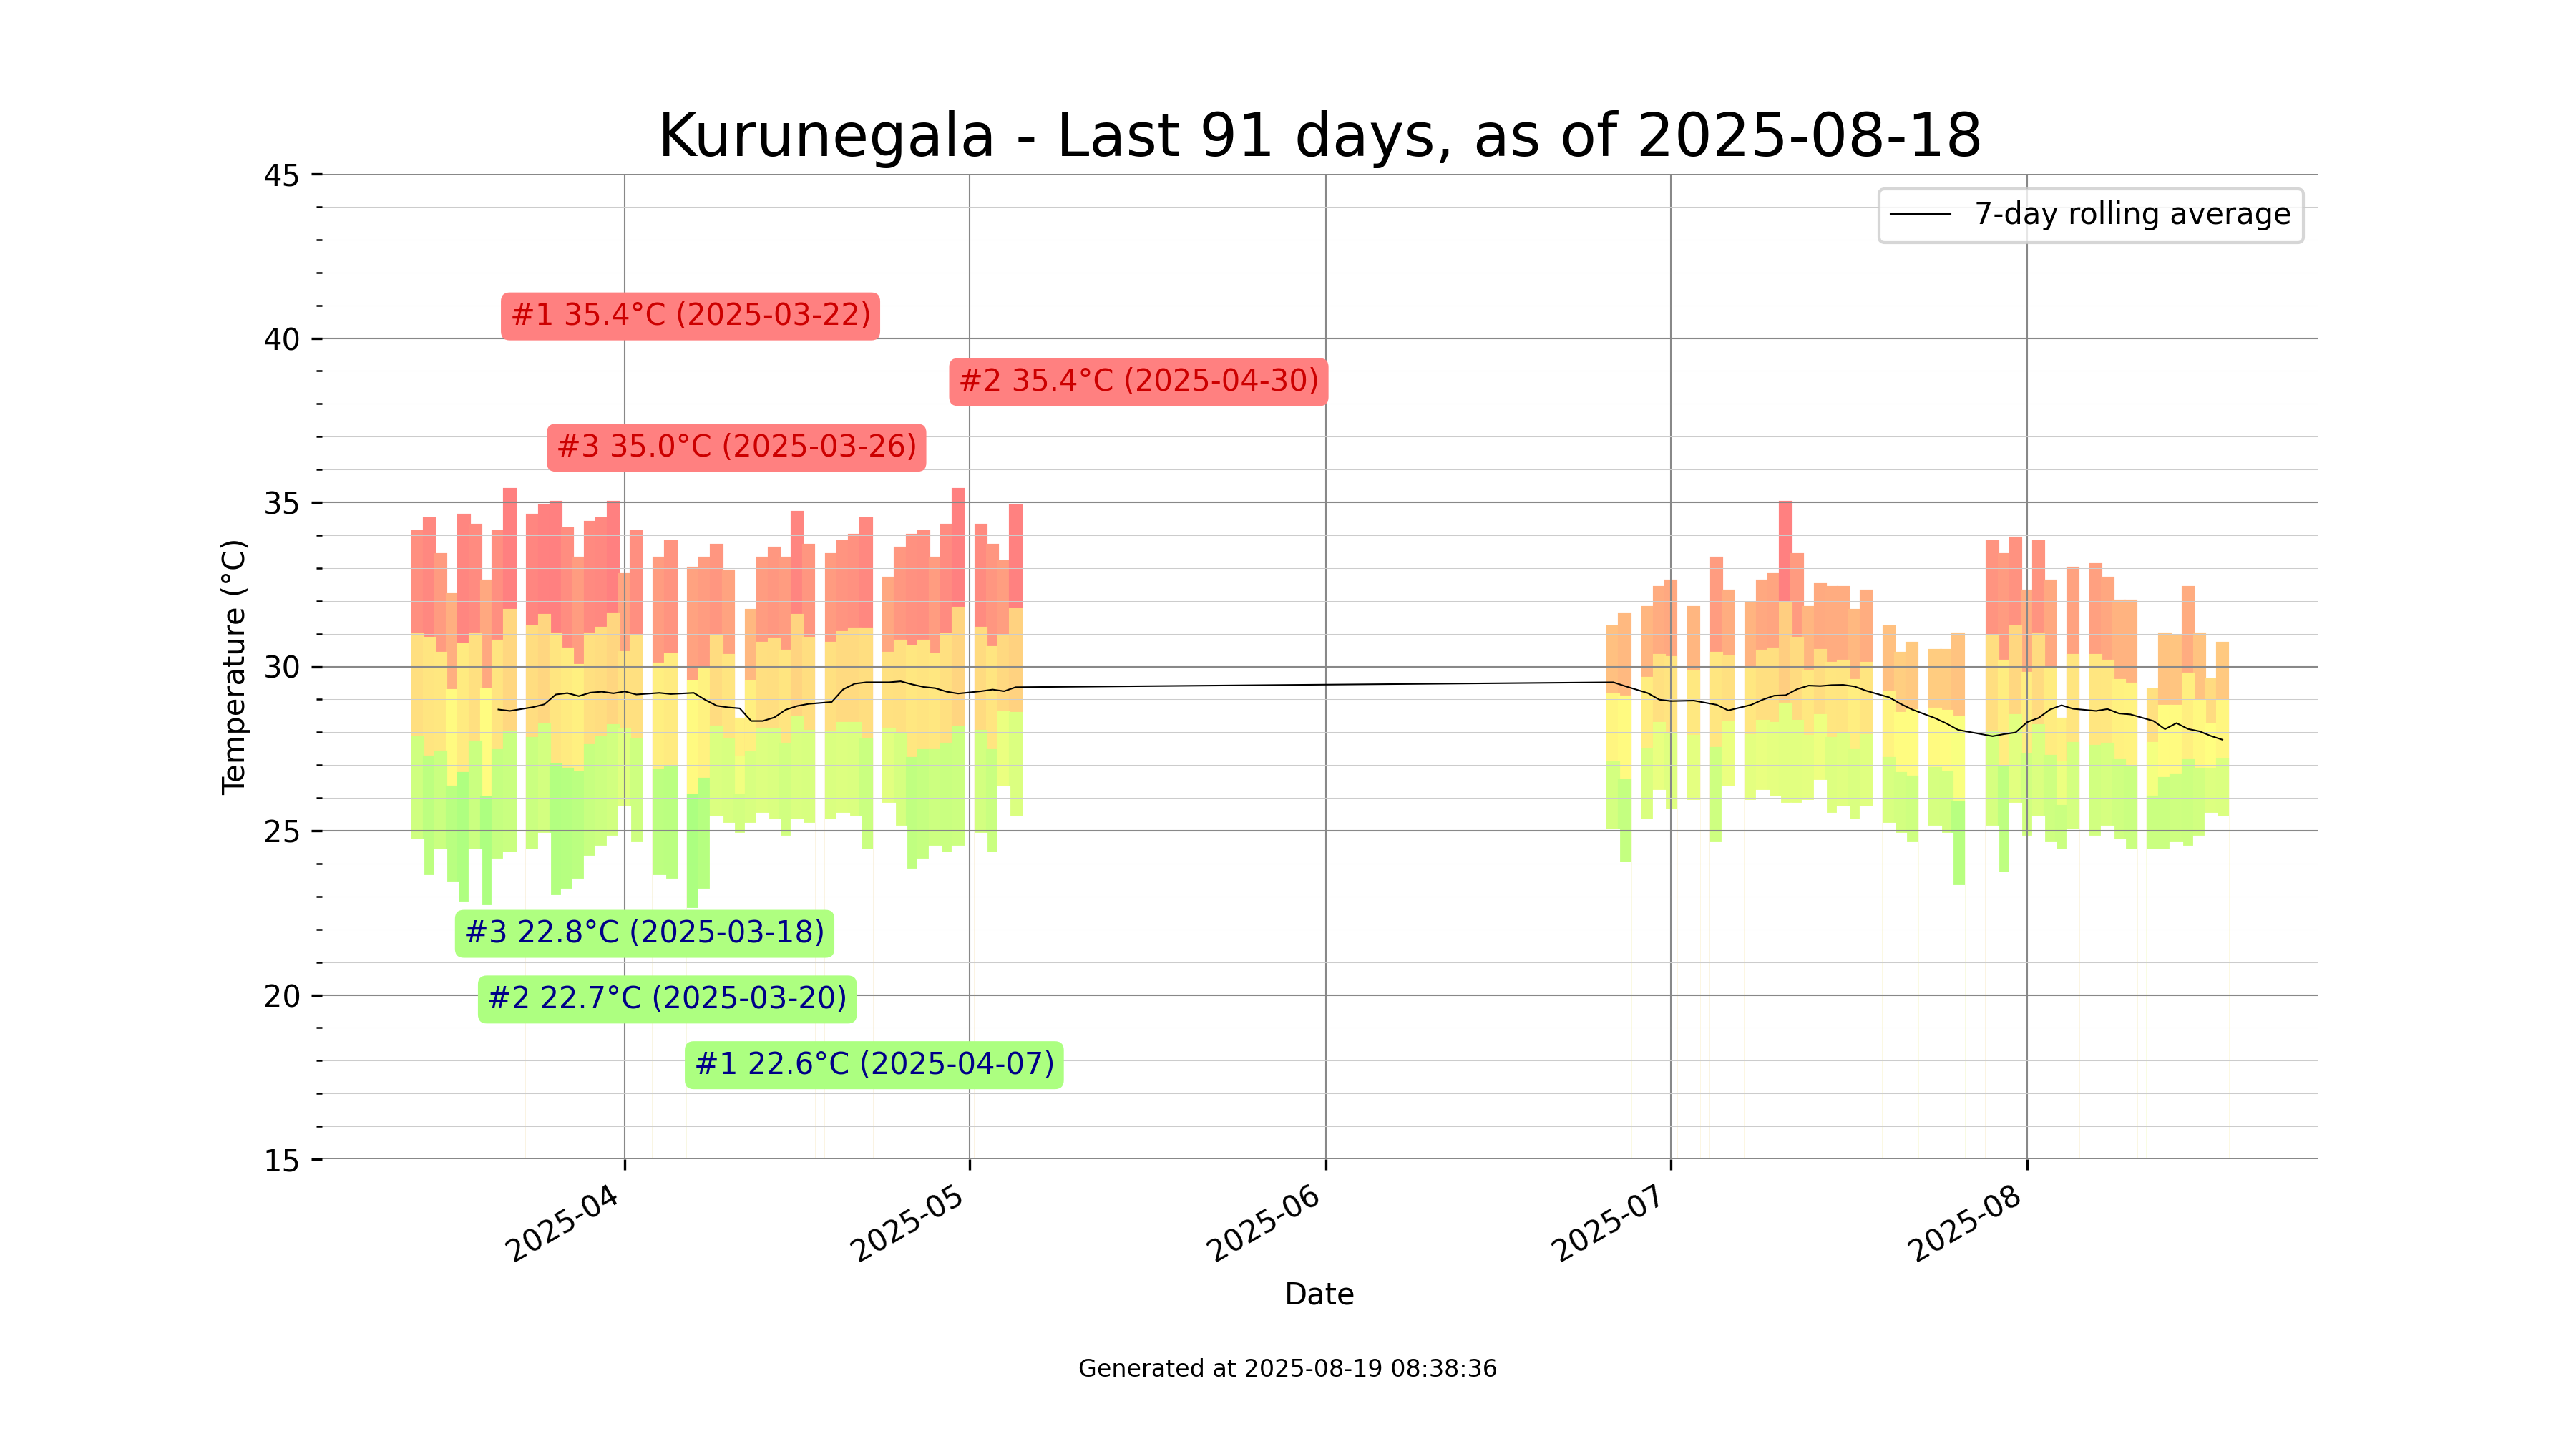 Kurunegala - Last 91 days, as of 2025-08-18
45
40
35
30
25
20
15
Temperature (°C)
7-day rolling average
#1 35.4°C (2025-03-22)
#2 35.4°C (2025-04-30)
#3 35.0°C (2025-03-26)
#3 22.8°C (2025-03-18)
#2 22.7°C (2025-03-20)
#1 22.6°C (2025-04-07)
2025-04
2025-05
2025-06
2025-07
2025-08
Date
Generated at 2025-08-19 08:38:36